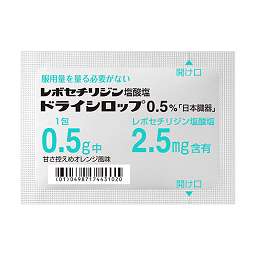 服用量を量る必要がない
開け口
レボセチリジン塩酸塩
ドライシロップ0.5%「日本臓器」
1包 レボセチリジン塩酸塩
0.5g中 2.5mg含有
甘さ控えめオレンジ風味
(01)04987174431020
開け口